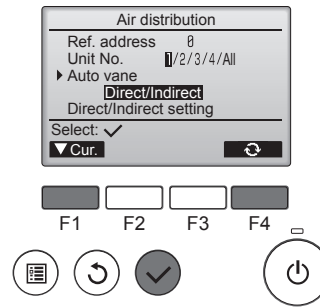 Air distribution
Ref. address 0
Unit No. 1/2/3/4/All
Auto vane
Direct/Indirect
Direct/Indirect setting
Select:
Cur.
F1 F2 F3 F4